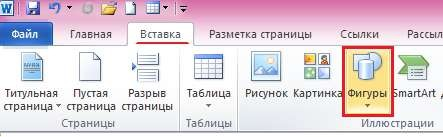 W
Файл Главная Вставка Разметка страницы Ссылки Рассыл
Титульная страница Пустая страница Разрыв страницы Таблица Рисунок Картинка Фигуры SmartArt
Страницы Таблицы Иллюстрации